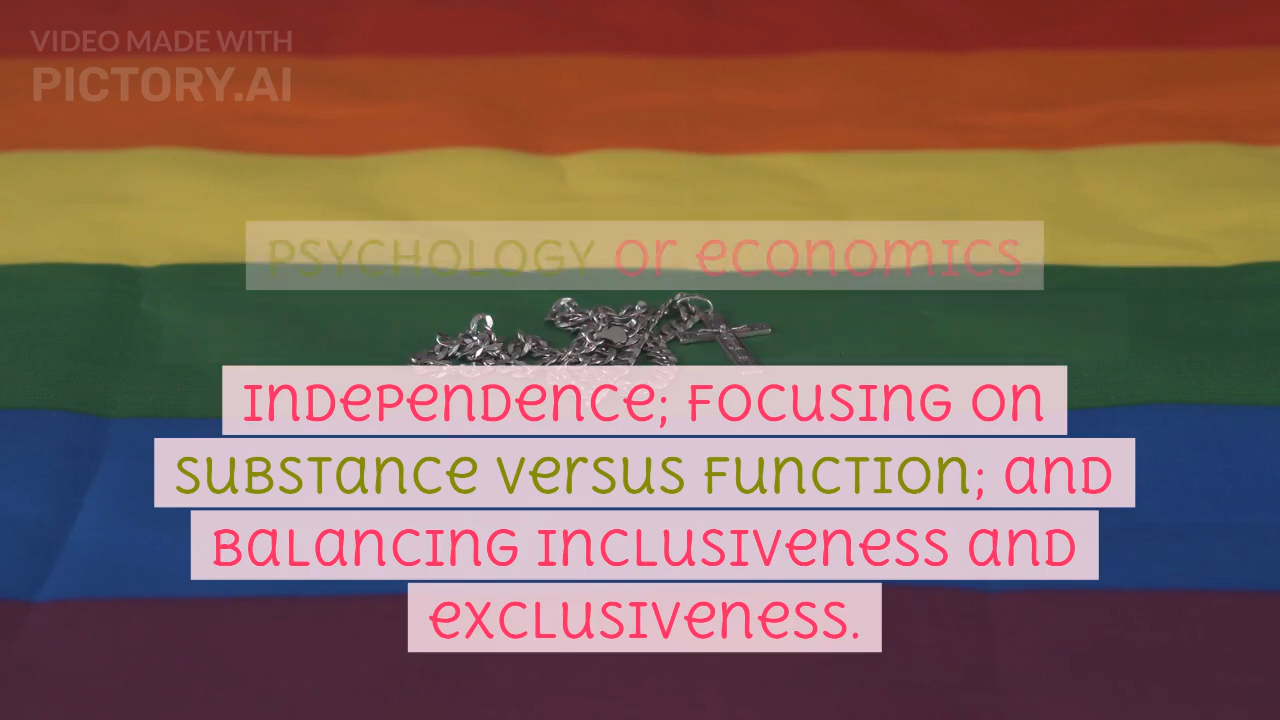 VIDEO MADE WITH
PICTORY.AI
PSYCHOLOGY or economics
Independence; focusing on
substance versus function; and
balancing inclusiveness and
exclusiveness.